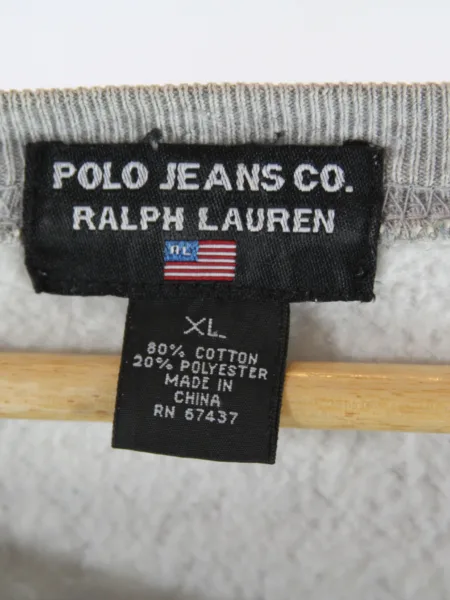 POLO JEANS CO.
RALPH LAUREN
RL
XL
80% COTTON
20% POLYESTER
MADE IN
CHINA
RN 67437